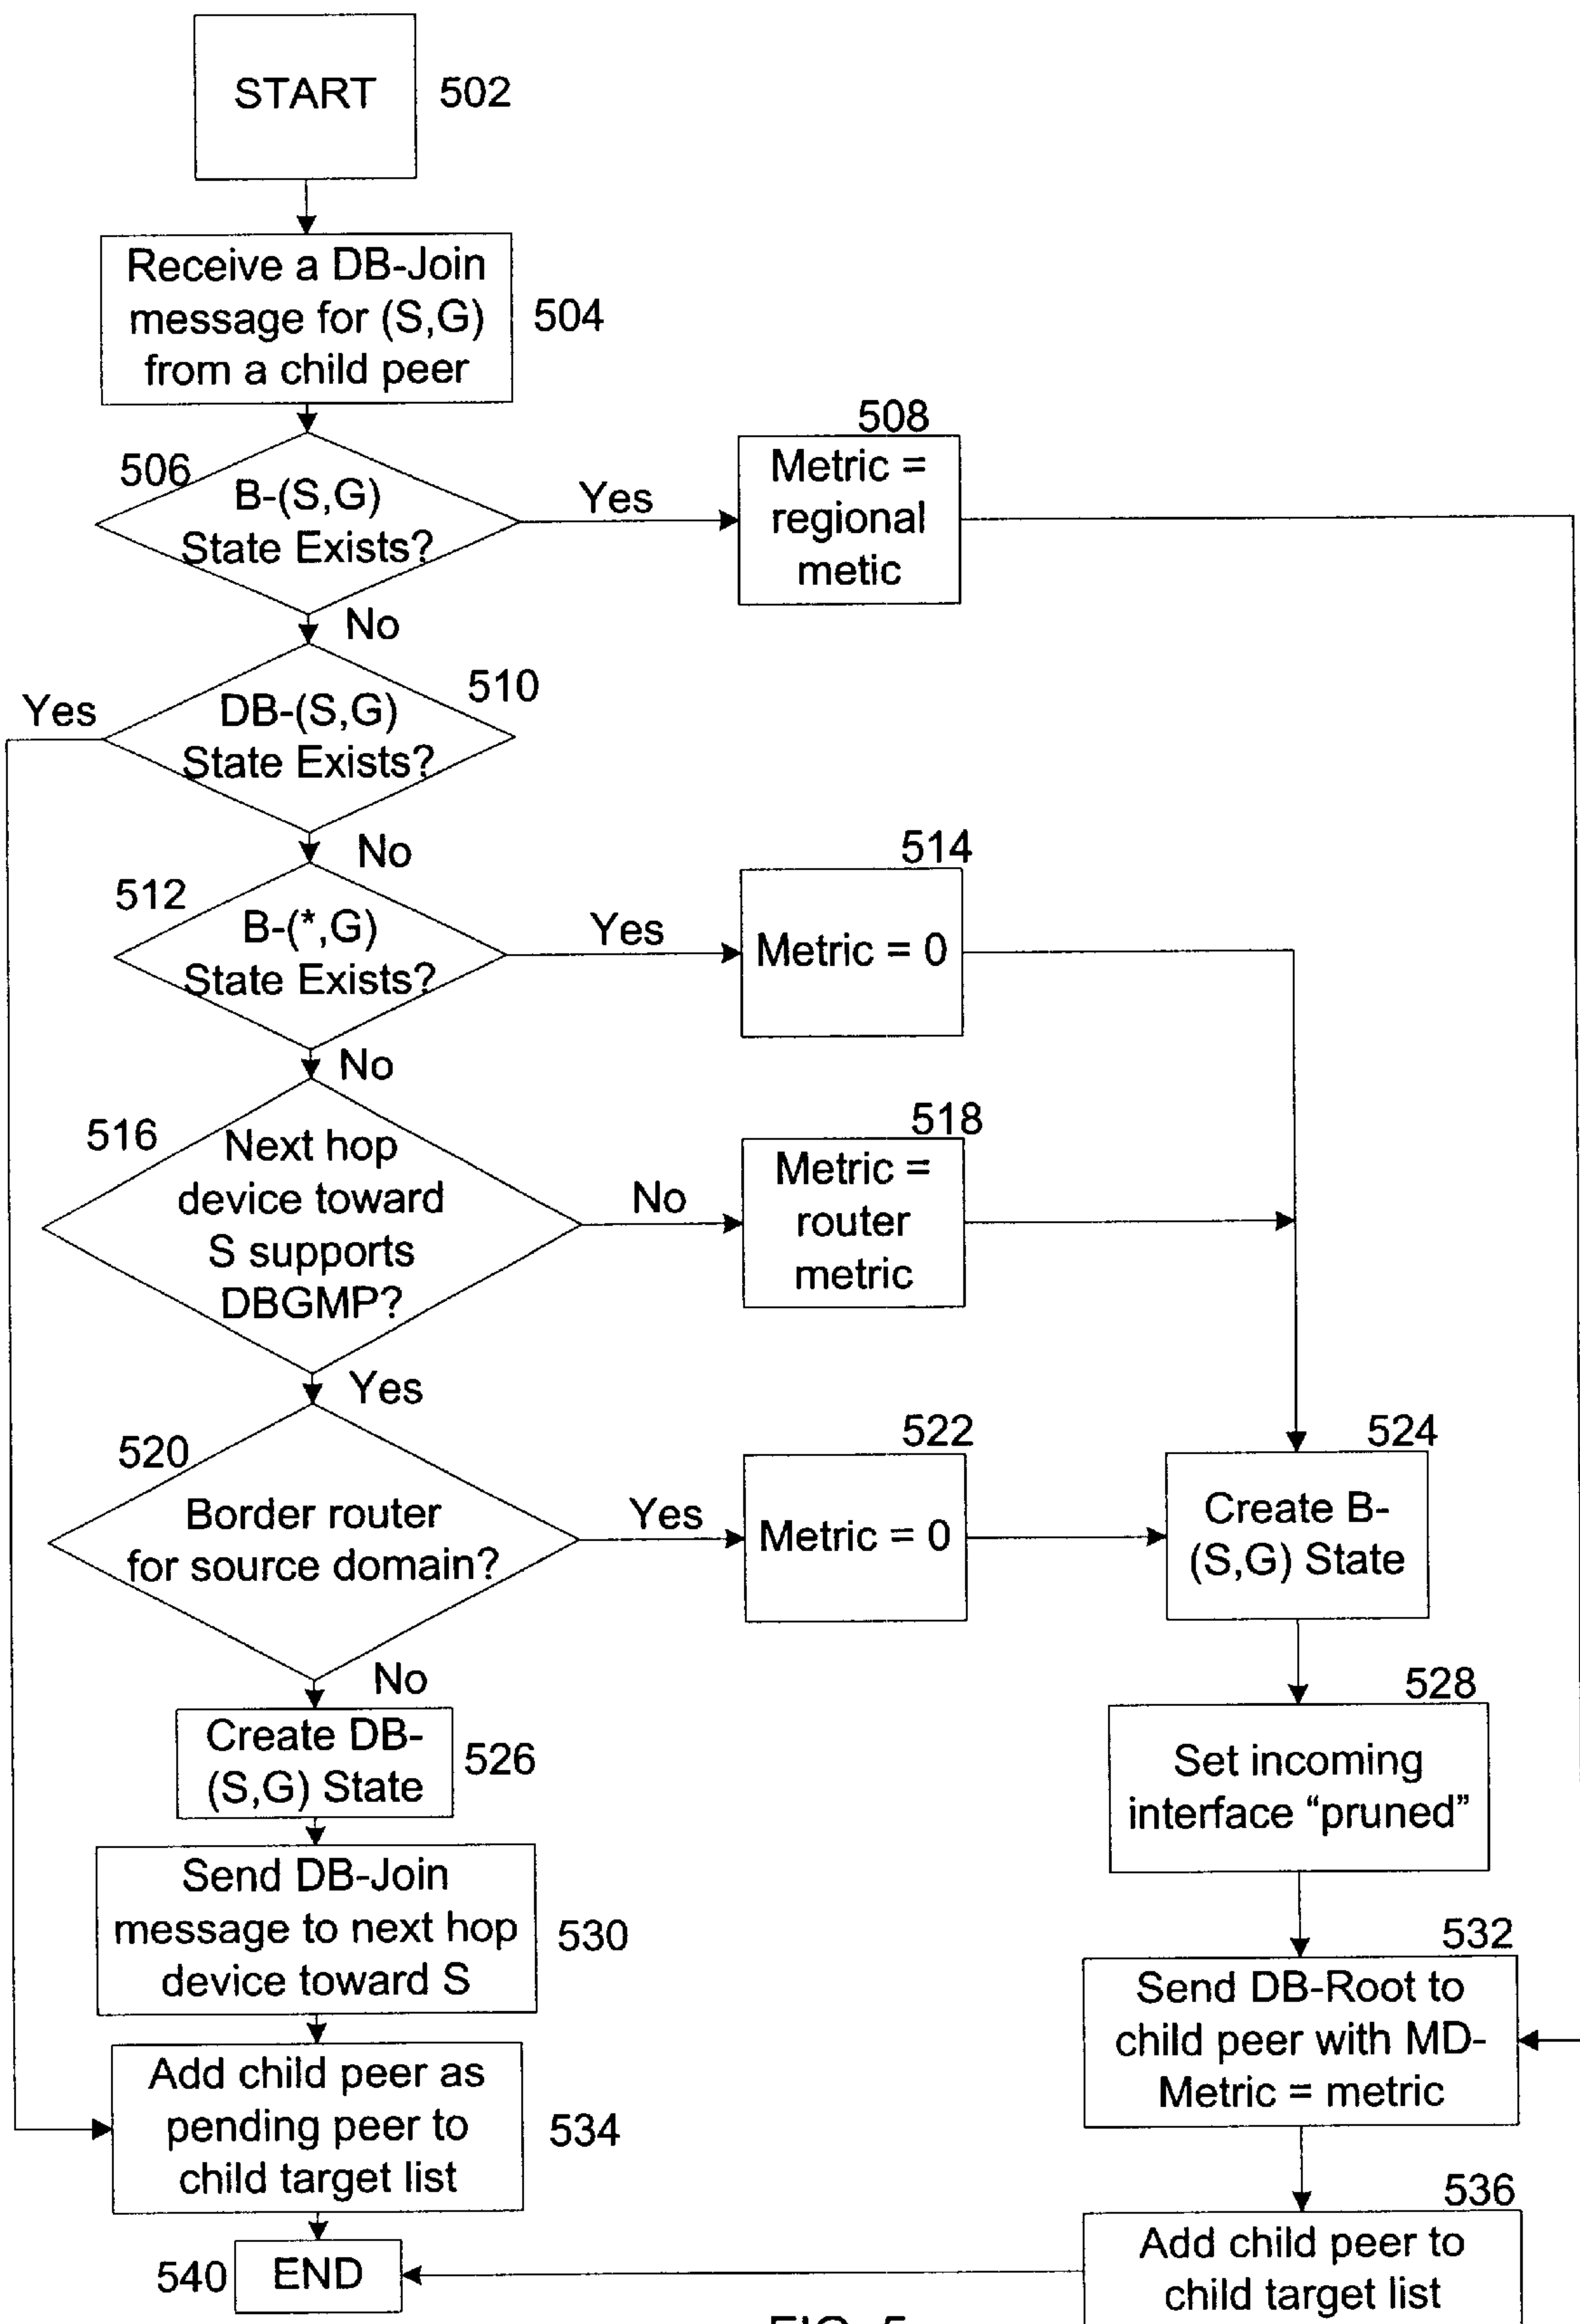 START
502
Receive a DB-Join
message for (S,G)
from a child peer
504
506
B-(S,G)
State Exists?
Yes
508
Metric =
regional
metic
No
Yes
DB-(S,G)
State Exists?
510
No
512
B-(*,G)
State Exists?
Yes
514
Metric = 0
No
516
Next hop
device toward
S supports
DBGMP?
No
518
Metric =
router
metric
Yes
520
Border router
for source domain?
Yes
522
Metric = 0
524
Create B-
(S,G) State
No
Create DB-
(S,G) State
526
528
Set incoming
interface “pruned”
Send DB-Join
message to next hop
device toward S
530
532
Send DB-Root to
child peer with MD-
Metric = metric
Add child peer as
pending peer to
child target list
534
536
Add child peer to
child target list
540
END
FIG. 5